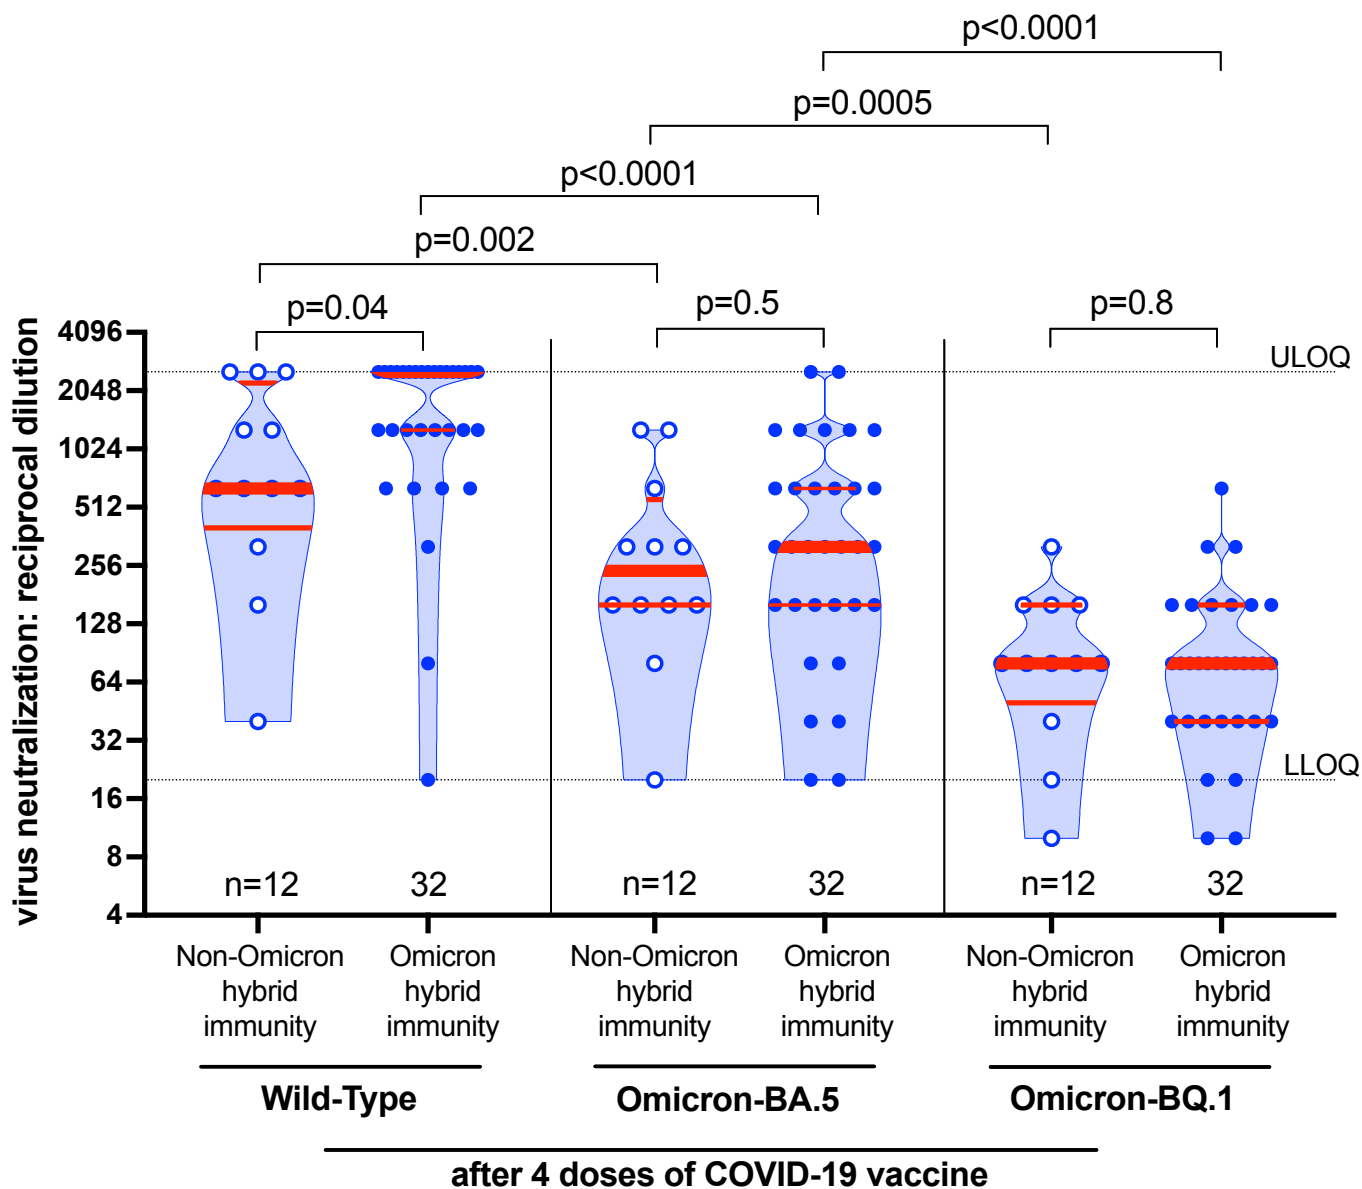 p<0.0001
p=0.0005
p<0.0001
p=0.002
p=0.04
p=0.5
p=0.8
virus neutralization: reciprocal dilution
4096
2048
1024
512
256
128
64
32
16
8
4
ULOQ
LLOQ
n=12 32 n=12 32 n=12 32
Non-Omicron hybrid immunity
Omicron hybrid immunity
Non-Omicron hybrid immunity
Omicron hybrid immunity
Non-Omicron hybrid immunity
Omicron hybrid immunity
Wild-Type
Omicron-BA.5
Omicron-BQ.1
after 4 doses of COVID-19 vaccine